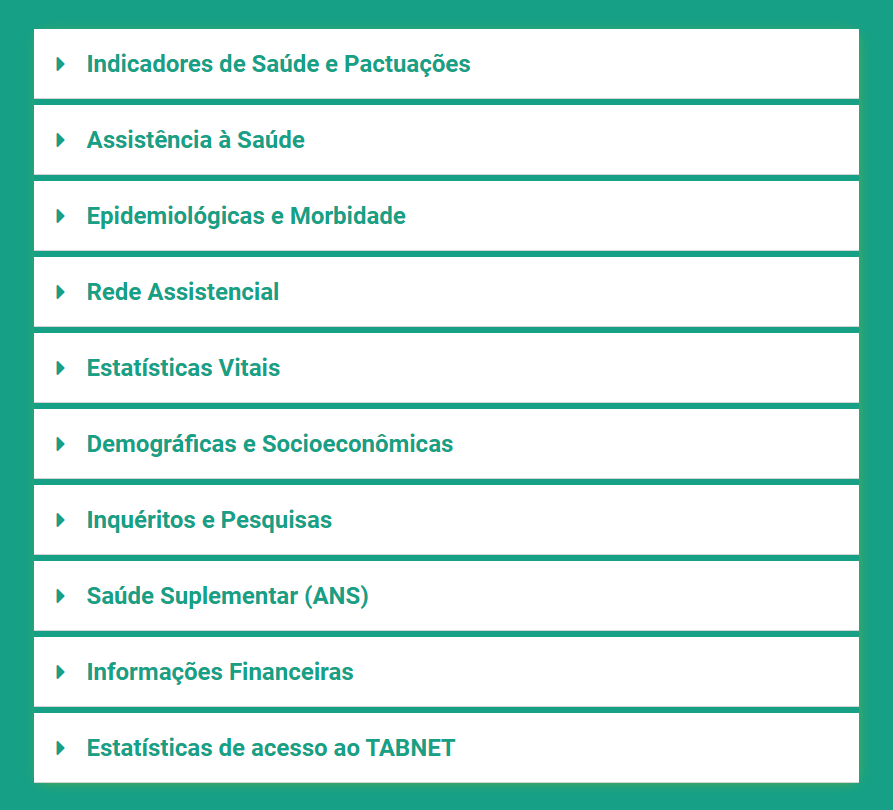 Indicadores de Saúde e Pactuações
Assistência à Saúde
Epidemiológicas e Morbidade
Rede Assistencial
Estatísticas Vitais
Demográficas e Socioeconômicas
Inquéritos e Pesquisas
Saúde Suplementar (ANS)
Informações Financeiras
Estatísticas de acesso ao TABNET